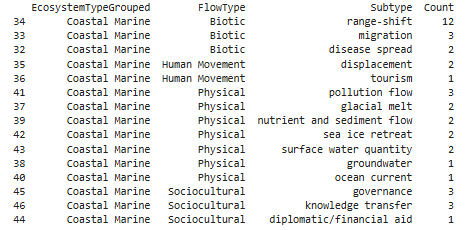 EcosystemTypeGrouped FlowType Subtype Count
34 Coastal Marine Biotic range-shift 12
33 Coastal Marine Biotic migration 3
32 Coastal Marine Biotic disease spread 2
35 Coastal Marine Human Movement displacement 2
36 Coastal Marine Human Movement tourism 1
41 Coastal Marine Physical pollution flow 3
37 Coastal Marine Physical glacial melt 2
39 Coastal Marine Physical nutrient and sediment flow 2
42 Coastal Marine Physical sea ice retreat 2
43 Coastal Marine Physical surface water quantity 2
38 Coastal Marine Physical groundwater 1
40 Coastal Marine Physical ocean current 1
45 Coastal Marine Sociocultural governance 3
46 Coastal Marine Sociocultural knowledge transfer 3
44 Coastal Marine Sociocultural diplomatic/financial aid 1